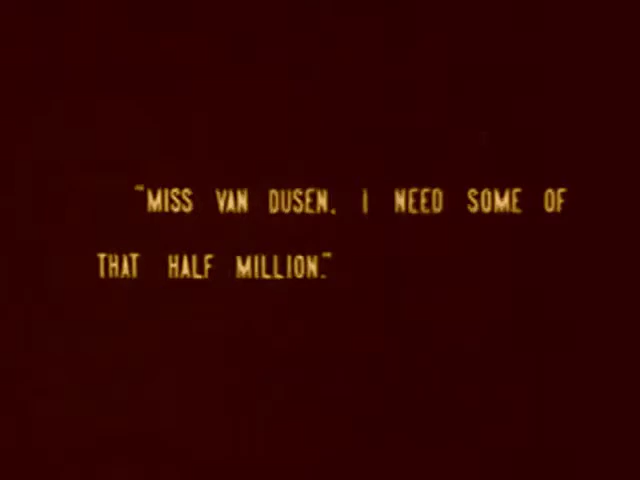 "MISS VAN DUSEN, I NEED SOME OF
THAT HALF MILLION."